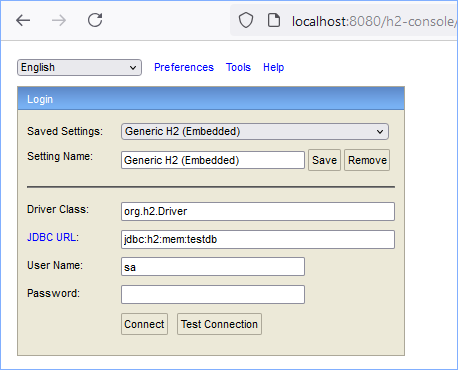 localhost:8080/h2-console/
English Preferences Tools Help
Login
Saved Settings: Generic H2 (Embedded)
Setting Name: Generic H2 (Embedded) Save Remove
Driver Class: org.h2.Driver
JDBC URL: jdbc:h2:mem:testdb
User Name: sa
Password:
Connect Test Connection